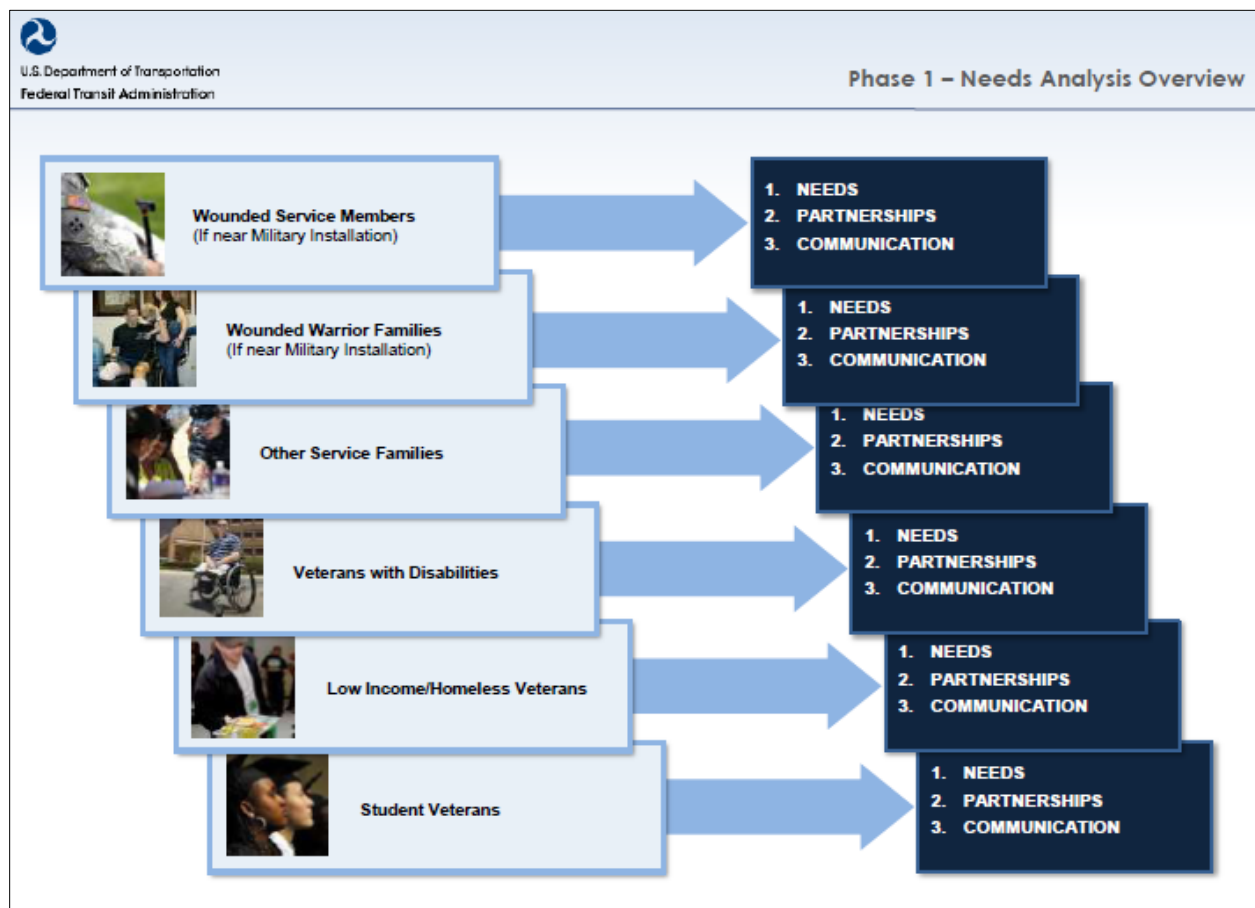 U.S. Department of Transportation
Federal Transit Administration
Phase 1 – Needs Analysis Overview
Wounded Service Members
(If near Military Installation)
1. NEEDS
2. PARTNERSHIPS
3. COMMUNICATION
Wounded Warrior Families
(If near Military Installation)
1. NEEDS
2. PARTNERSHIPS
3. COMMUNICATION
Other Service Families
1. NEEDS
2. PARTNERSHIPS
3. COMMUNICATION
Veterans with Disabilities
1. NEEDS
2. PARTNERSHIPS
3. COMMUNICATION
Low Income/Homeless Veterans
1. NEEDS
2. PARTNERSHIPS
3. COMMUNICATION
Student Veterans
1. NEEDS
2. PARTNERSHIPS
3. COMMUNICATION